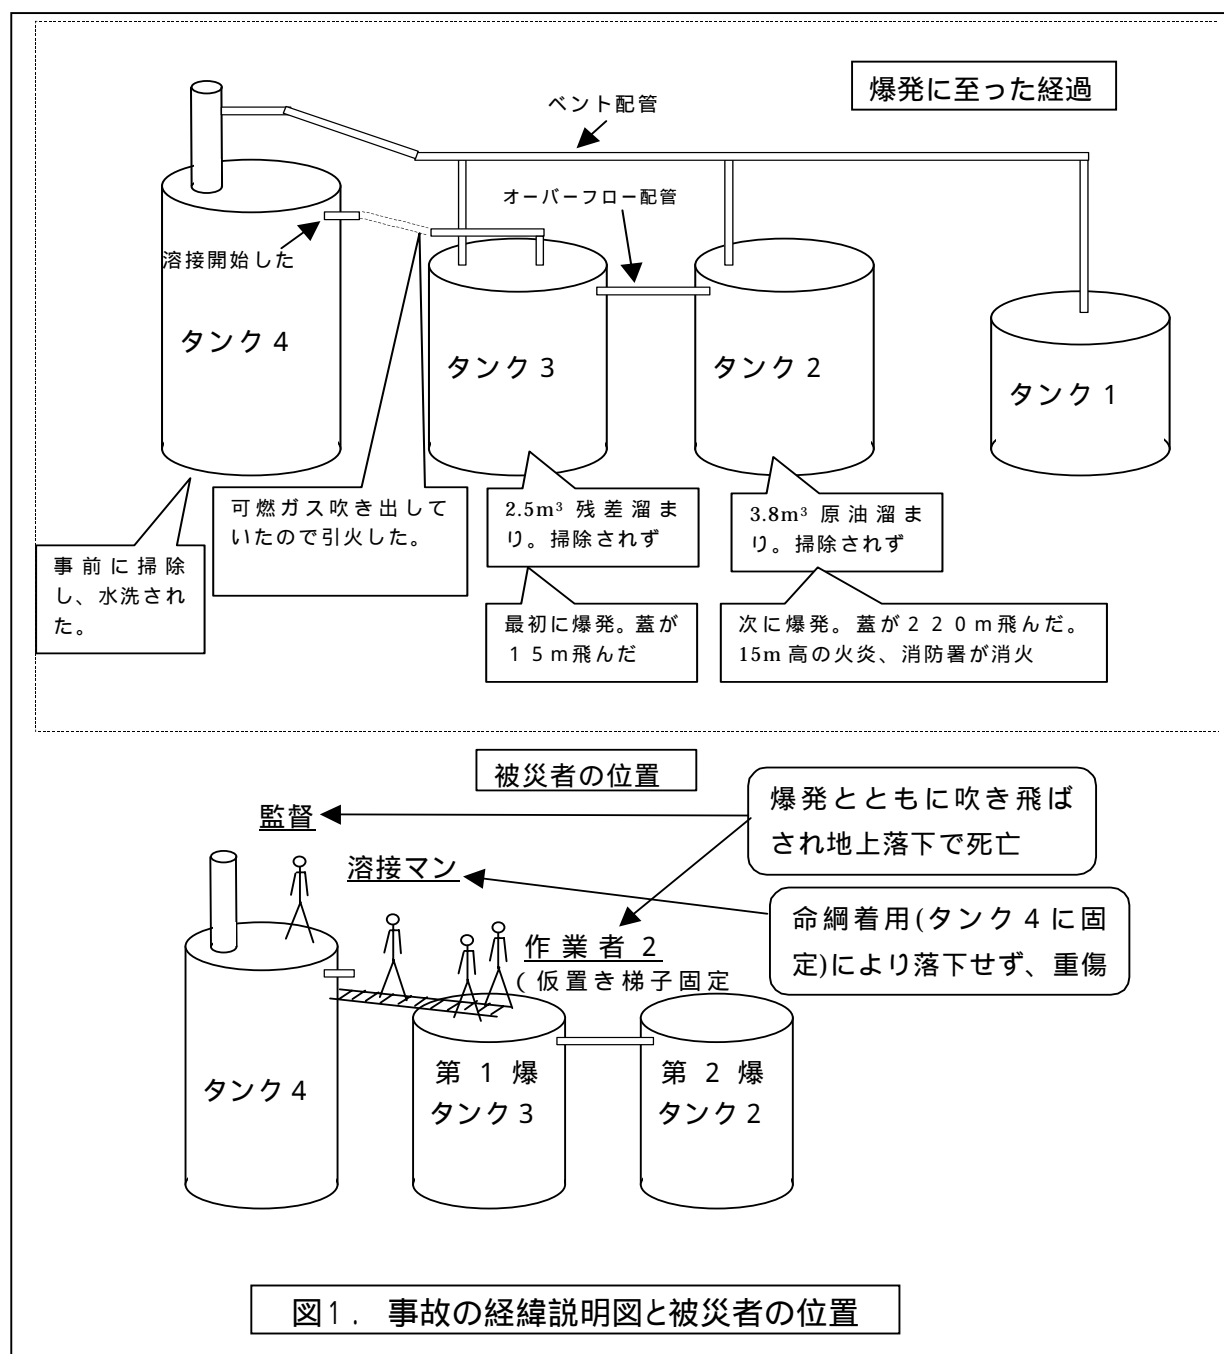 爆発に至った経過
ベント配管
オーバーフロー配管
溶接開始した
タンク4
タンク3
タンク2
タンク1
可燃ガス吹き出して
いたので引火した。
2.5m³ 残差溜ま
り。掃除されず
3.8m³ 原油溜ま
り。掃除されず
事前に掃除
し、水洗され
た。
最初に爆発。蓋が
15m飛んだ
次に爆発。蓋が220m飛んだ。
15m 高の火炎、消防署が消火
被災者の位置
監督
爆発とともに吹き飛ば
され地上落下で死亡
溶接マン
命綱着用(タンク4に固
定)により落下せず、重傷
作業者2
(仮置き梯子固定
タンク4
第1爆
タンク3
第2爆
タンク2
図1. 事故の経緯説明図と被災者の位置